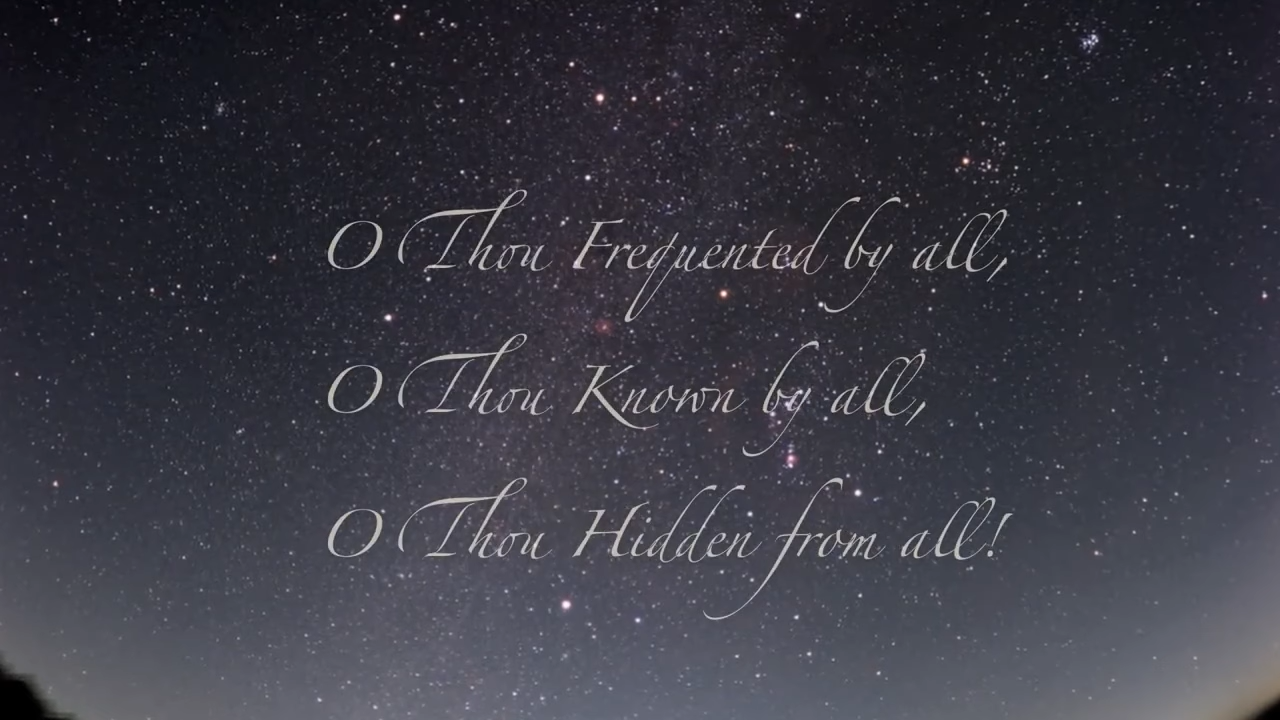 O Thou Frequented by all,
O Thou Known by all,
O Thou Hidden from all!